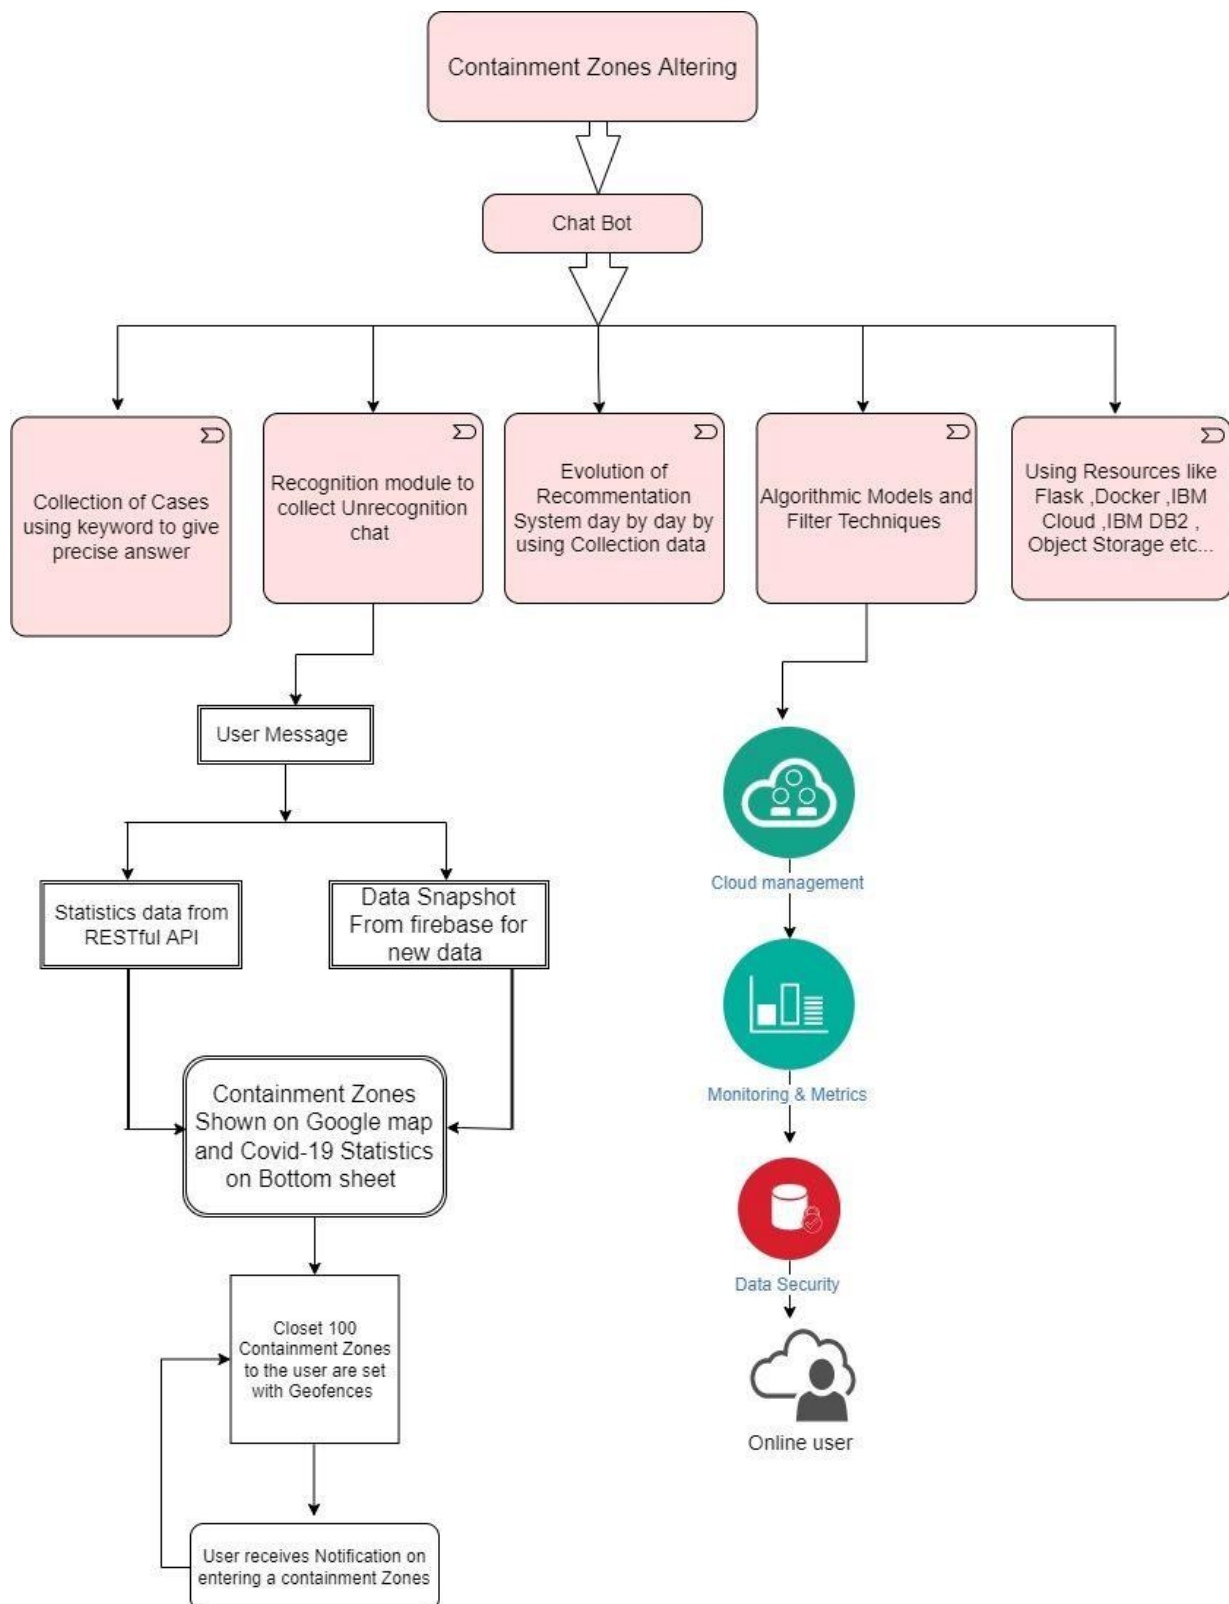 Containment Zones Altering
Chat Bot
Collection of Cases
using keyword to give
precise answer
Recognition module to
collect Unrecognition
chat
Evolution of
Recommentation
System day by day by
using Collection data
Algorithmic Models and
Filter Techniques
Using Resources like
Flask ,Docker ,IBM
Cloud ,IBM DB2 ,
Object Storage etc...
User Message
Statistics data from
RESTful API
Data Snapshot
From firebase for
new data
Containment Zones
Shown on Google map
and Covid-19 Statistics
on Bottom sheet
Closet 100
Containment Zones
to the user are set
with Geofences
User receives Notification on
entering a containment Zones
Cloud management
Monitoring & Metrics
Data Security
Online user